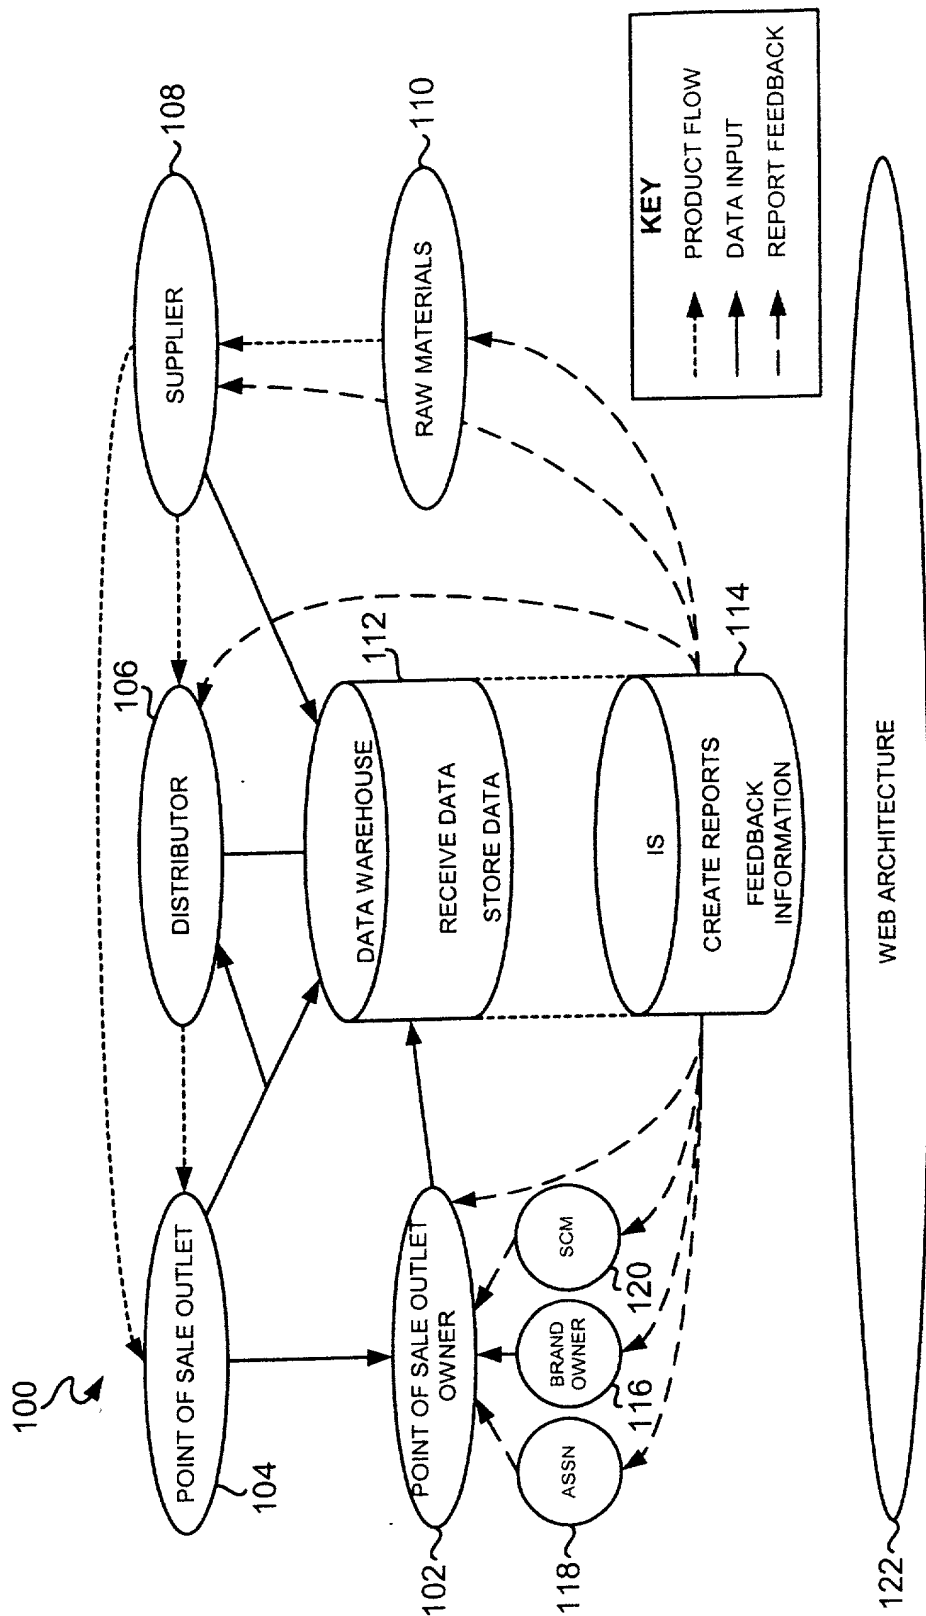 100
POINT OF SALE OUTLET
104
106
DISTRIBUTOR
SUPPLIER
108
DATA WAREHOUSE
112
RECEIVE DATA
STORE DATA
RAW MATERIALS
110
102
POINT OF SALE OUTLET
OWNER
118
ASSN
116
BRAND
OWNER
120
SCM
IS
114
CREATE REPORTS
FEEDBACK
INFORMATION
KEY
PRODUCT FLOW
DATA INPUT
REPORT FEEDBACK
122
WEB ARCHITECTURE